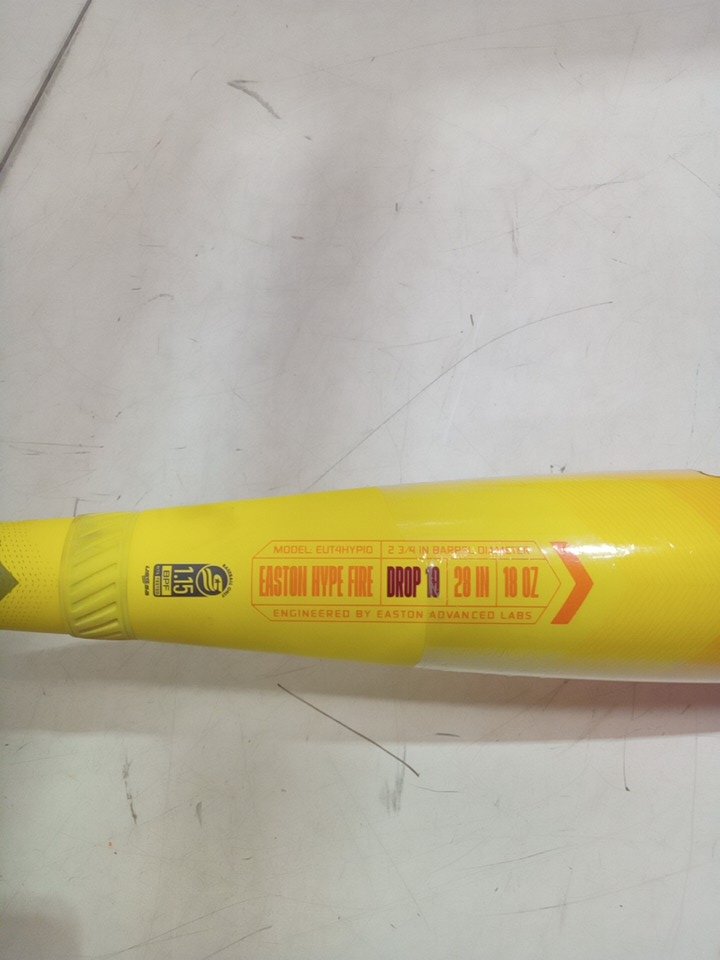 1.15
BPF
MODEL: EUT4HYP10 2 3/4 IN BARREL DIAMETER
EASTON HYPE FIRE DROP 10 28 IN 18 OZ
ENGINEERED BY EASTON ADVANCED LABS